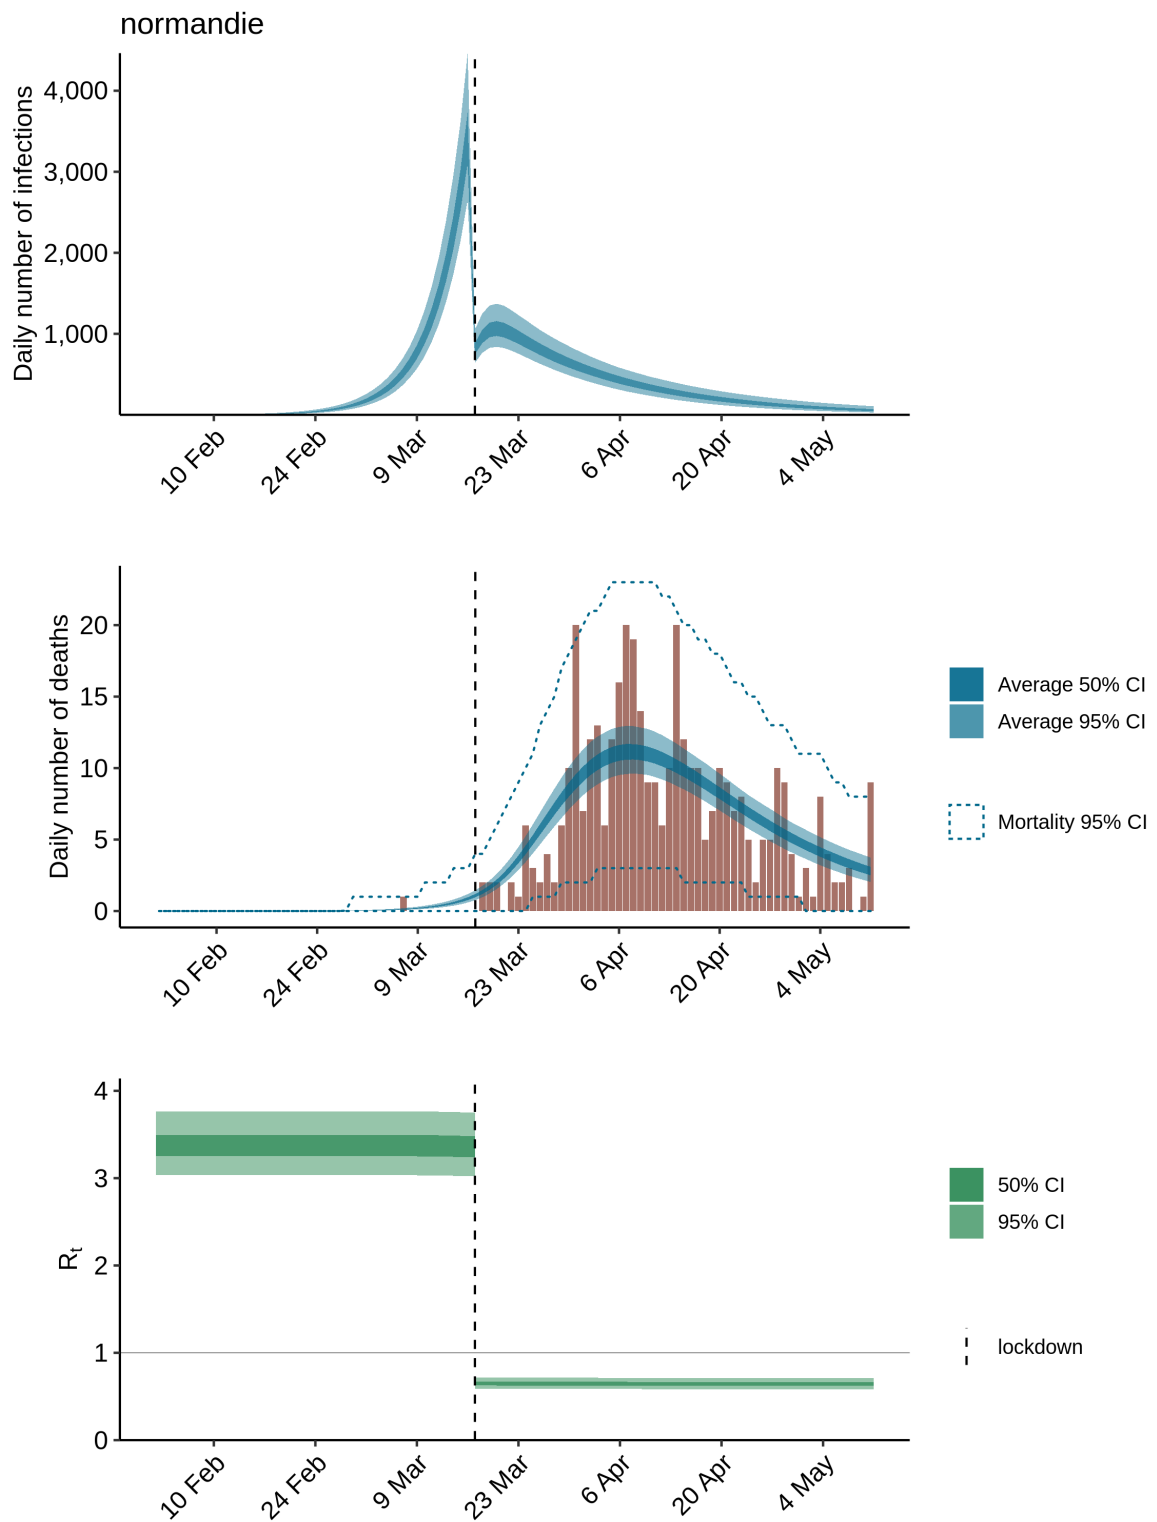 normandie
Daily number of infections
4,000
3,000
2,000
1,000
10 Feb
24 Feb
9 Mar
23 Mar
6 Apr
20 Apr
4 May
Daily number of deaths
20
15
10
5
0
10 Feb
24 Feb
9 Mar
23 Mar
6 Apr
20 Apr
4 May
Average 50% CI
Average 95% CI
Mortality 95% CI
Rt
4
3
2
1
0
10 Feb
24 Feb
9 Mar
23 Mar
6 Apr
20 Apr
4 May
50% CI
95% CI
lockdown